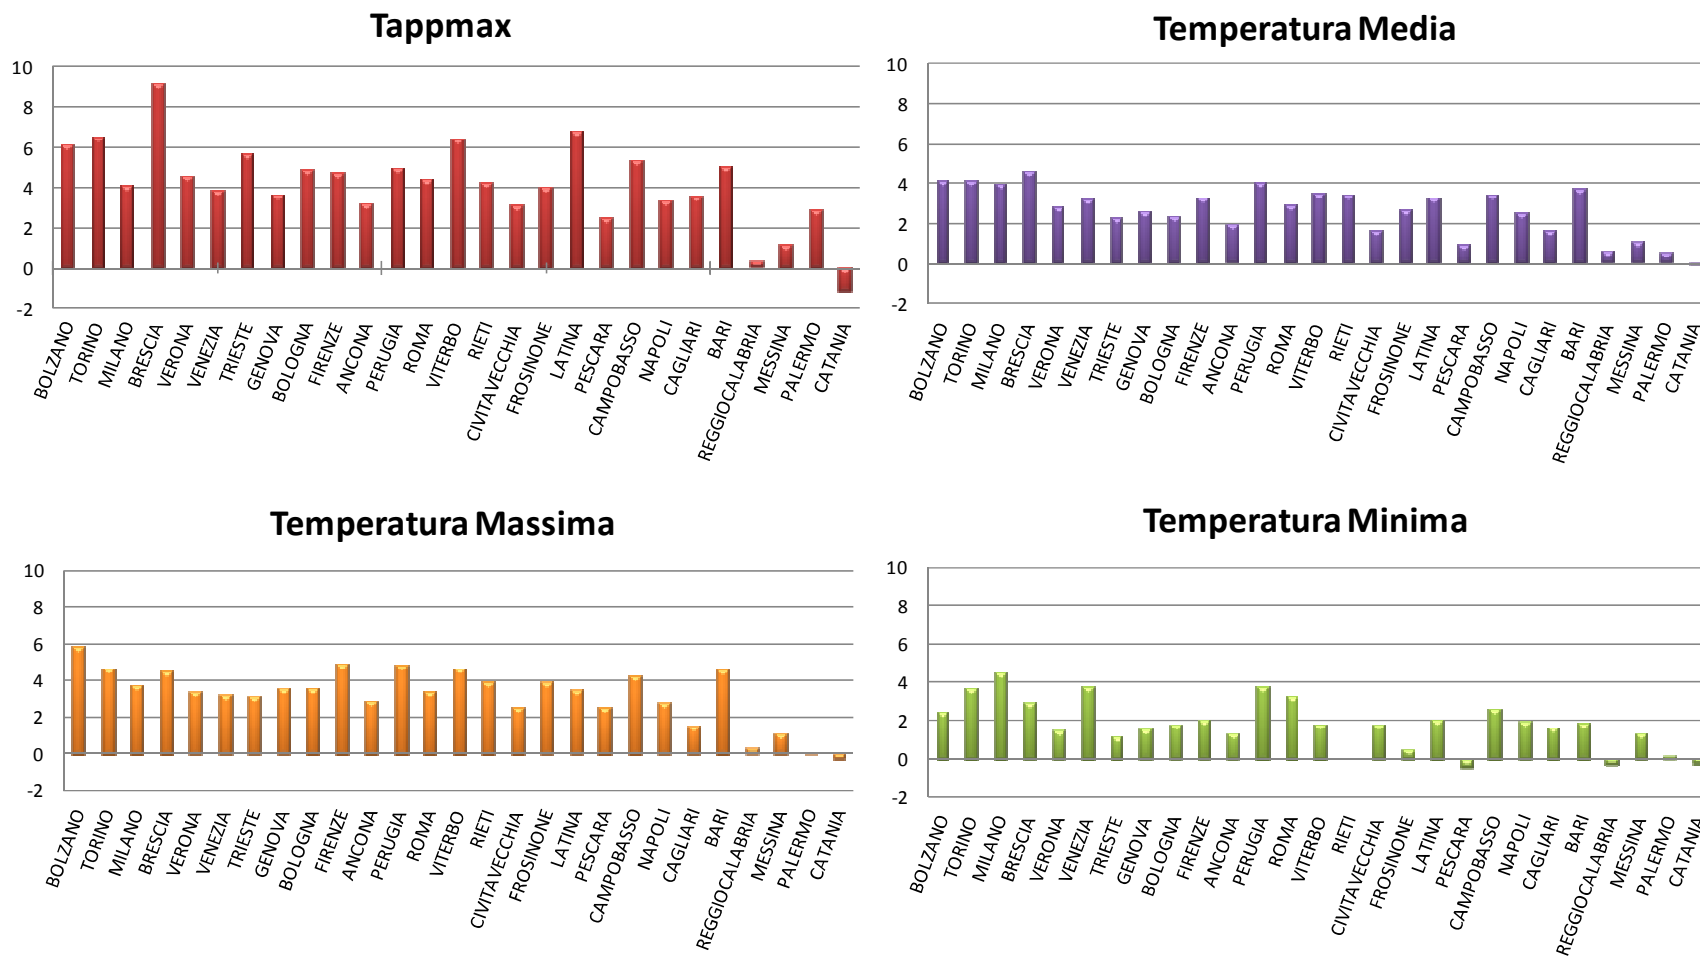 Tappmax
10
8
6
4
2
0
-2
BOLZANO
TORINO
MILANO
BRESCIA
VERONA
VENEZIA
TRIESTE
GENOVA
BOLOGNA
FIRENZE
ANCONA
PERUGIA
ROMA
VITERBO
RIETI
CIVITAVECCHIA
FROSINONE
LATINA
PESCARA
CAMPOBASSO
NAPOLI
CAGLIARI
BARI
REGGIOCALABRIA
MESSINA
PALERMO
CATANIA
Temperatura Media
10
8
6
4
2
0
-2
BOLZANO
TORINO
MILANO
BRESCIA
VERONA
VENEZIA
TRIESTE
GENOVA
BOLOGNA
FIRENZE
ANCONA
PERUGIA
ROMA
VITERBO
RIETI
CIVITAVECCHIA
FROSINONE
LATINA
PESCARA
CAMPOBASSO
NAPOLI
CAGLIARI
BARI
REGGIOCALABRIA
MESSINA
PALERMO
CATANIA
Temperatura Massima
10
8
6
4
2
0
-2
BOLZANO
TORINO
MILANO
BRESCIA
VERONA
VENEZIA
TRIESTE
GENOVA
BOLOGNA
FIRENZE
ANCONA
PERUGIA
ROMA
VITERBO
RIETI
CIVITAVECCHIA
FROSINONE
LATINA
PESCARA
CAMPOBASSO
NAPOLI
CAGLIARI
BARI
REGGIOCALABRIA
MESSINA
PALERMO
CATANIA
Temperatura Minima
10
8
6
4
2
0
-2
BOLZANO
TORINO
MILANO
BRESCIA
VERONA
VENEZIA
TRIESTE
GENOVA
BOLOGNA
FIRENZE
ANCONA
PERUGIA
ROMA
VITERBO
RIETI
CIVITAVECCHIA
FROSINONE
LATINA
PESCARA
CAMPOBASSO
NAPOLI
CAGLIARI
BARI
REGGIOCALABRIA
MESSINA
PALERMO
CATANIA